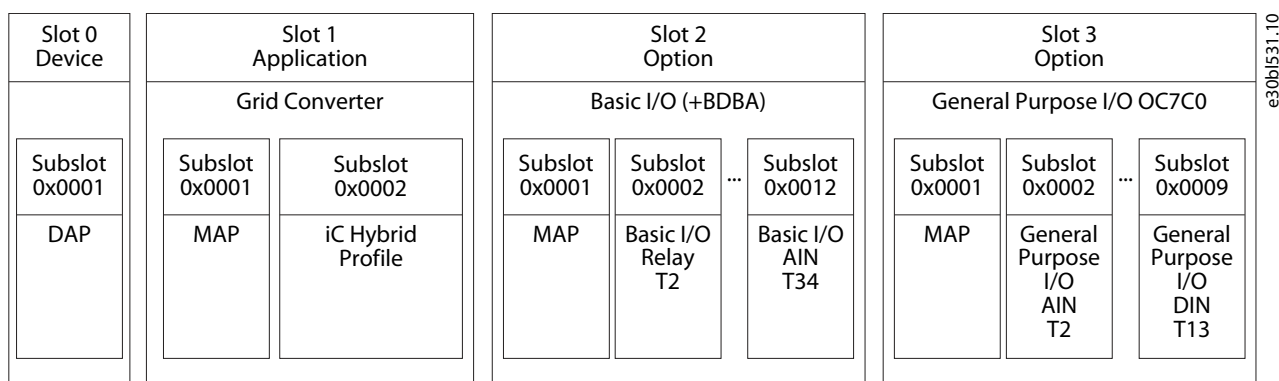 Slot 0
Device
Slot 1
Application
Slot 2
Option
Slot 3
Option
Grid Converter
Basic I/O (+BDBA)
General Purpose I/O OC7C0
Subslot
0x0001
Subslot
0x0001
Subslot
0x0002
Subslot
0x0001
Subslot
0x0002
...
Subslot
0x0012
Subslot
0x0001
Subslot
0x0002
...
Subslot
0x0009
DAP
MAP
iC Hybrid
Profile
MAP
Basic I/O
Relay
T2
Basic I/O
AIN
T34
MAP
General
Purpose
I/O
AIN
T2
General
Purpose
I/O
DIN
T13
e30bl531.10